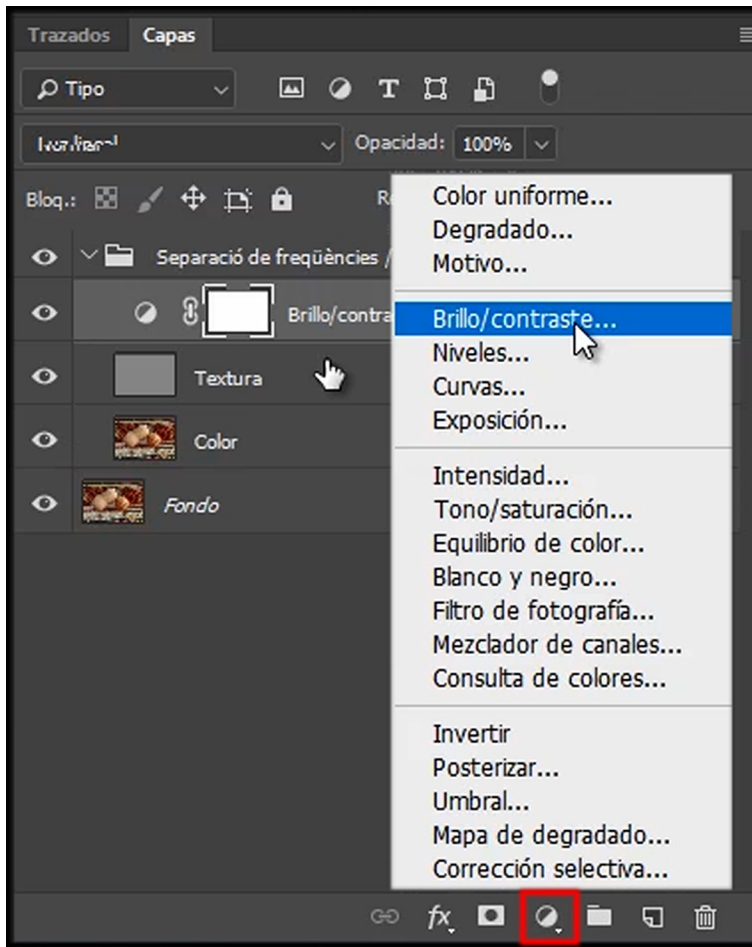 Trazados Capas
Tipo
Opacidad: 100%
Bloq.:
Separació de freqüències /
Brillo/contra
Textura
Color
Fondo
Color uniforme...
Degradado...
Motivo...
Brillo/contraste...
Niveles...
Curvas...
Exposición...
Intensidad...
Tono/saturación...
Equilibrio de color...
Blanco y negro...
Filtro de fotografía...
Mezclador de canales...
Consulta de colores...
Invertir
Posterizar...
Umbral...
Mapa de degradado...
Corrección selectiva...
fx